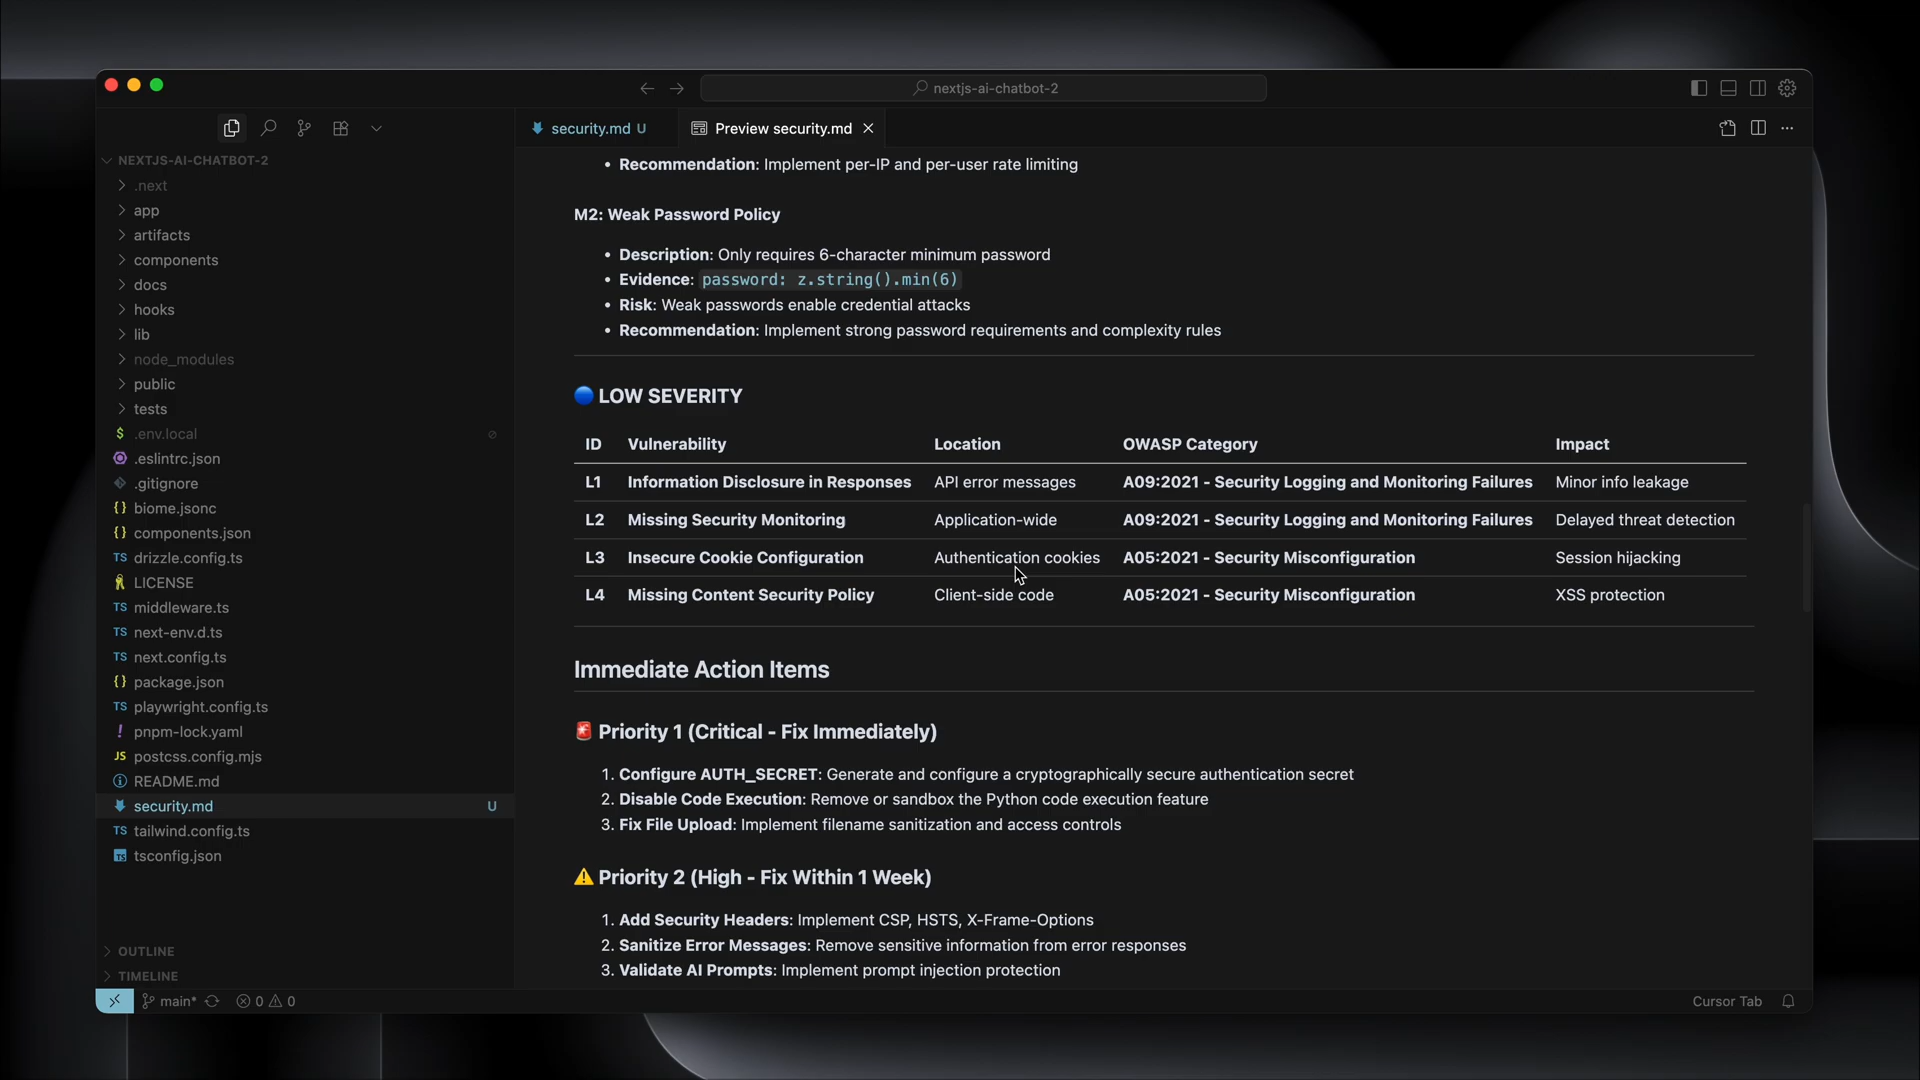 nextjs-ai-chatbot-2
NEXTJS-AI-CHATBOT-2
.next
app
artifacts
components
docs
hooks
lib
node_modules
public
tests
$ .env.local
.eslintrc.json
.gitignore
{} biome.jsonc
{} components.json
TS drizzle.config.ts
LICENSE
TS middleware.ts
TS next-env.d.ts
TS next.config.ts
{} package.json
TS playwright.config.ts
! pnpm-lock.yaml
JS postcss.config.mjs
README.md
security.md U
TS tailwind.config.ts
TS tsconfig.json
OUTLINE
TIMELINE
security.md U
Preview security.md
• Recommendation: Implement per-IP and per-user rate limiting
M2: Weak Password Policy
• Description: Only requires 6-character minimum password
• Evidence: password: z.string().min(6)
• Risk: Weak passwords enable credential attacks
• Recommendation: Implement strong password requirements and complexity rules
🔵 LOW SEVERITY
ID Vulnerability Location OWASP Category Impact
L1 Information Disclosure in Responses API error messages A09:2021 - Security Logging and Monitoring Failures Minor info leakage
L2 Missing Security Monitoring Application-wide A09:2021 - Security Logging and Monitoring Failures Delayed threat detection
L3 Insecure Cookie Configuration Authentication cookies A05:2021 - Security Misconfiguration Session hijacking
L4 Missing Content Security Policy Client-side code A05:2021 - Security Misconfiguration XSS protection
Immediate Action Items
🚨 Priority 1 (Critical - Fix Immediately)
1. Configure AUTH_SECRET: Generate and configure a cryptographically secure authentication secret
2. Disable Code Execution: Remove or sandbox the Python code execution feature
3. Fix File Upload: Implement filename sanitization and access controls
⚠️ Priority 2 (High - Fix Within 1 Week)
1. Add Security Headers: Implement CSP, HSTS, X-Frame-Options
2. Sanitize Error Messages: Remove sensitive information from error responses
3. Validate AI Prompts: Implement prompt injection protection
main* 0 0
Cursor Tab